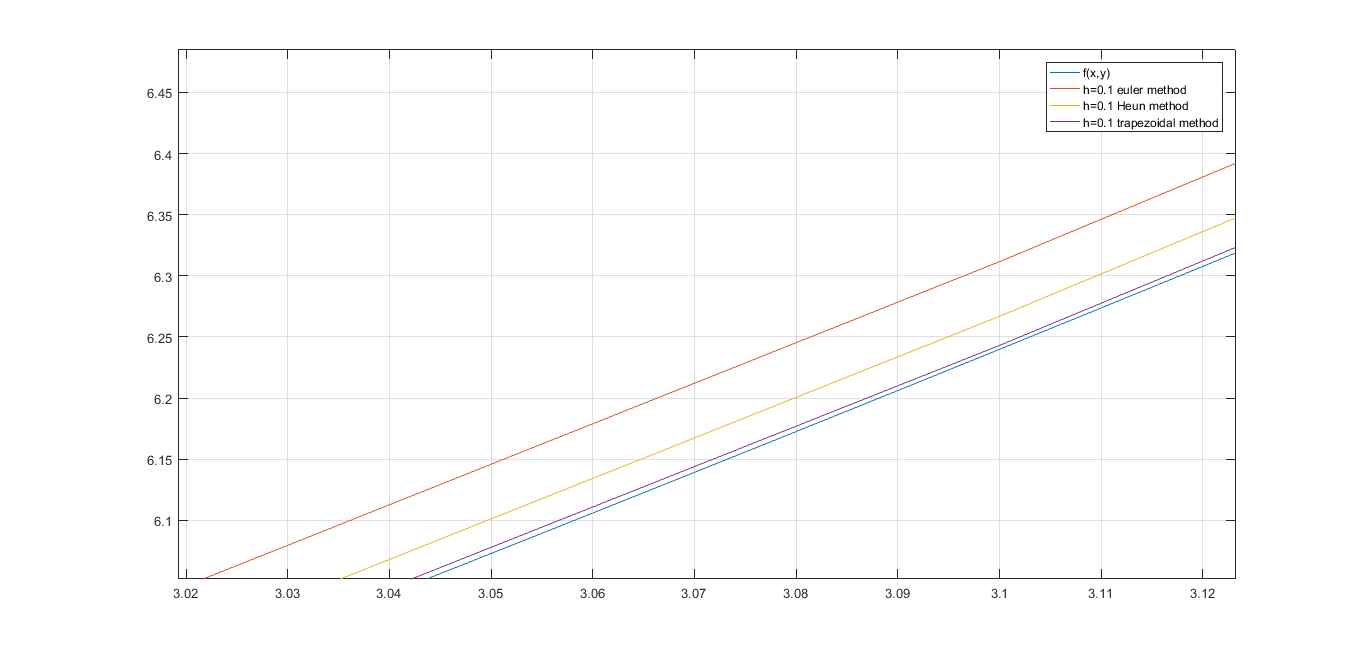 f(x,y)
h=0.1 euler method
h=0.1 Heun method
h=0.1 trapezoidal method
6.45
6.4
6.35
6.3
6.25
6.2
6.15
6.1
3.02 3.03 3.04 3.05 3.06 3.07 3.08 3.09 3.1 3.11 3.12